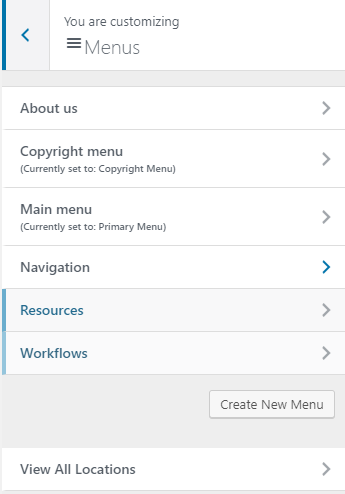 You are customizing
Menus
About us
Copyright menu
(Currently set to: Copyright Menu)
Main menu
(Currently set to: Primary Menu)
Navigation
Resources
Workflows
Create New Menu
View All Locations